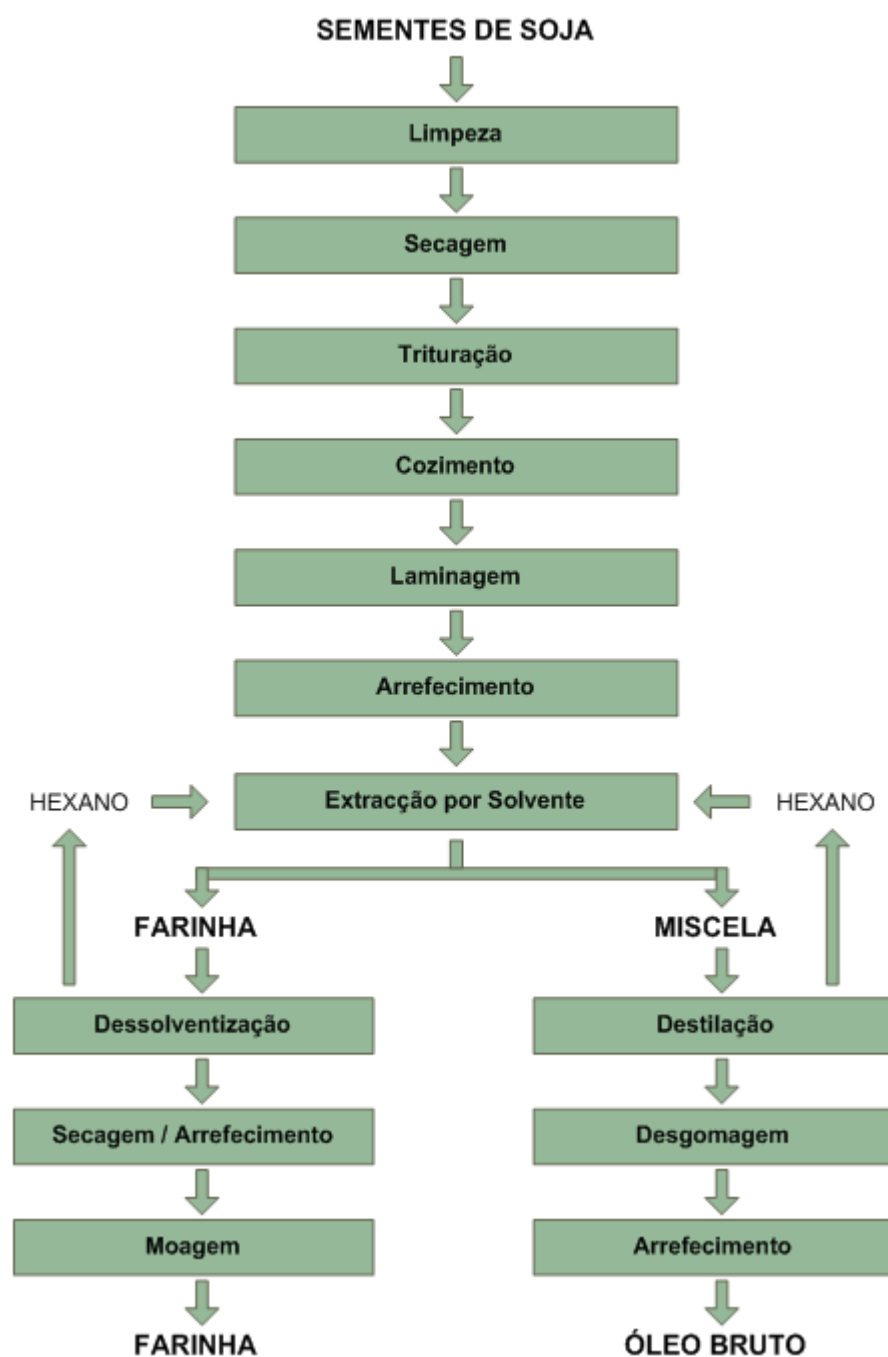 SEMENTES DE SOJA
Limpeza
Secagem
Trituração
Cozimento
Laminagem
Arrefecimento
HEXANO
Extracção por Solvente
HEXANO
FARINHA
MISCELA
Dessolventização
Destilação
Secagem / Arrefecimento
Desgomagem
Moagem
Arrefecimento
FARINHA
ÓLEO BRUTO